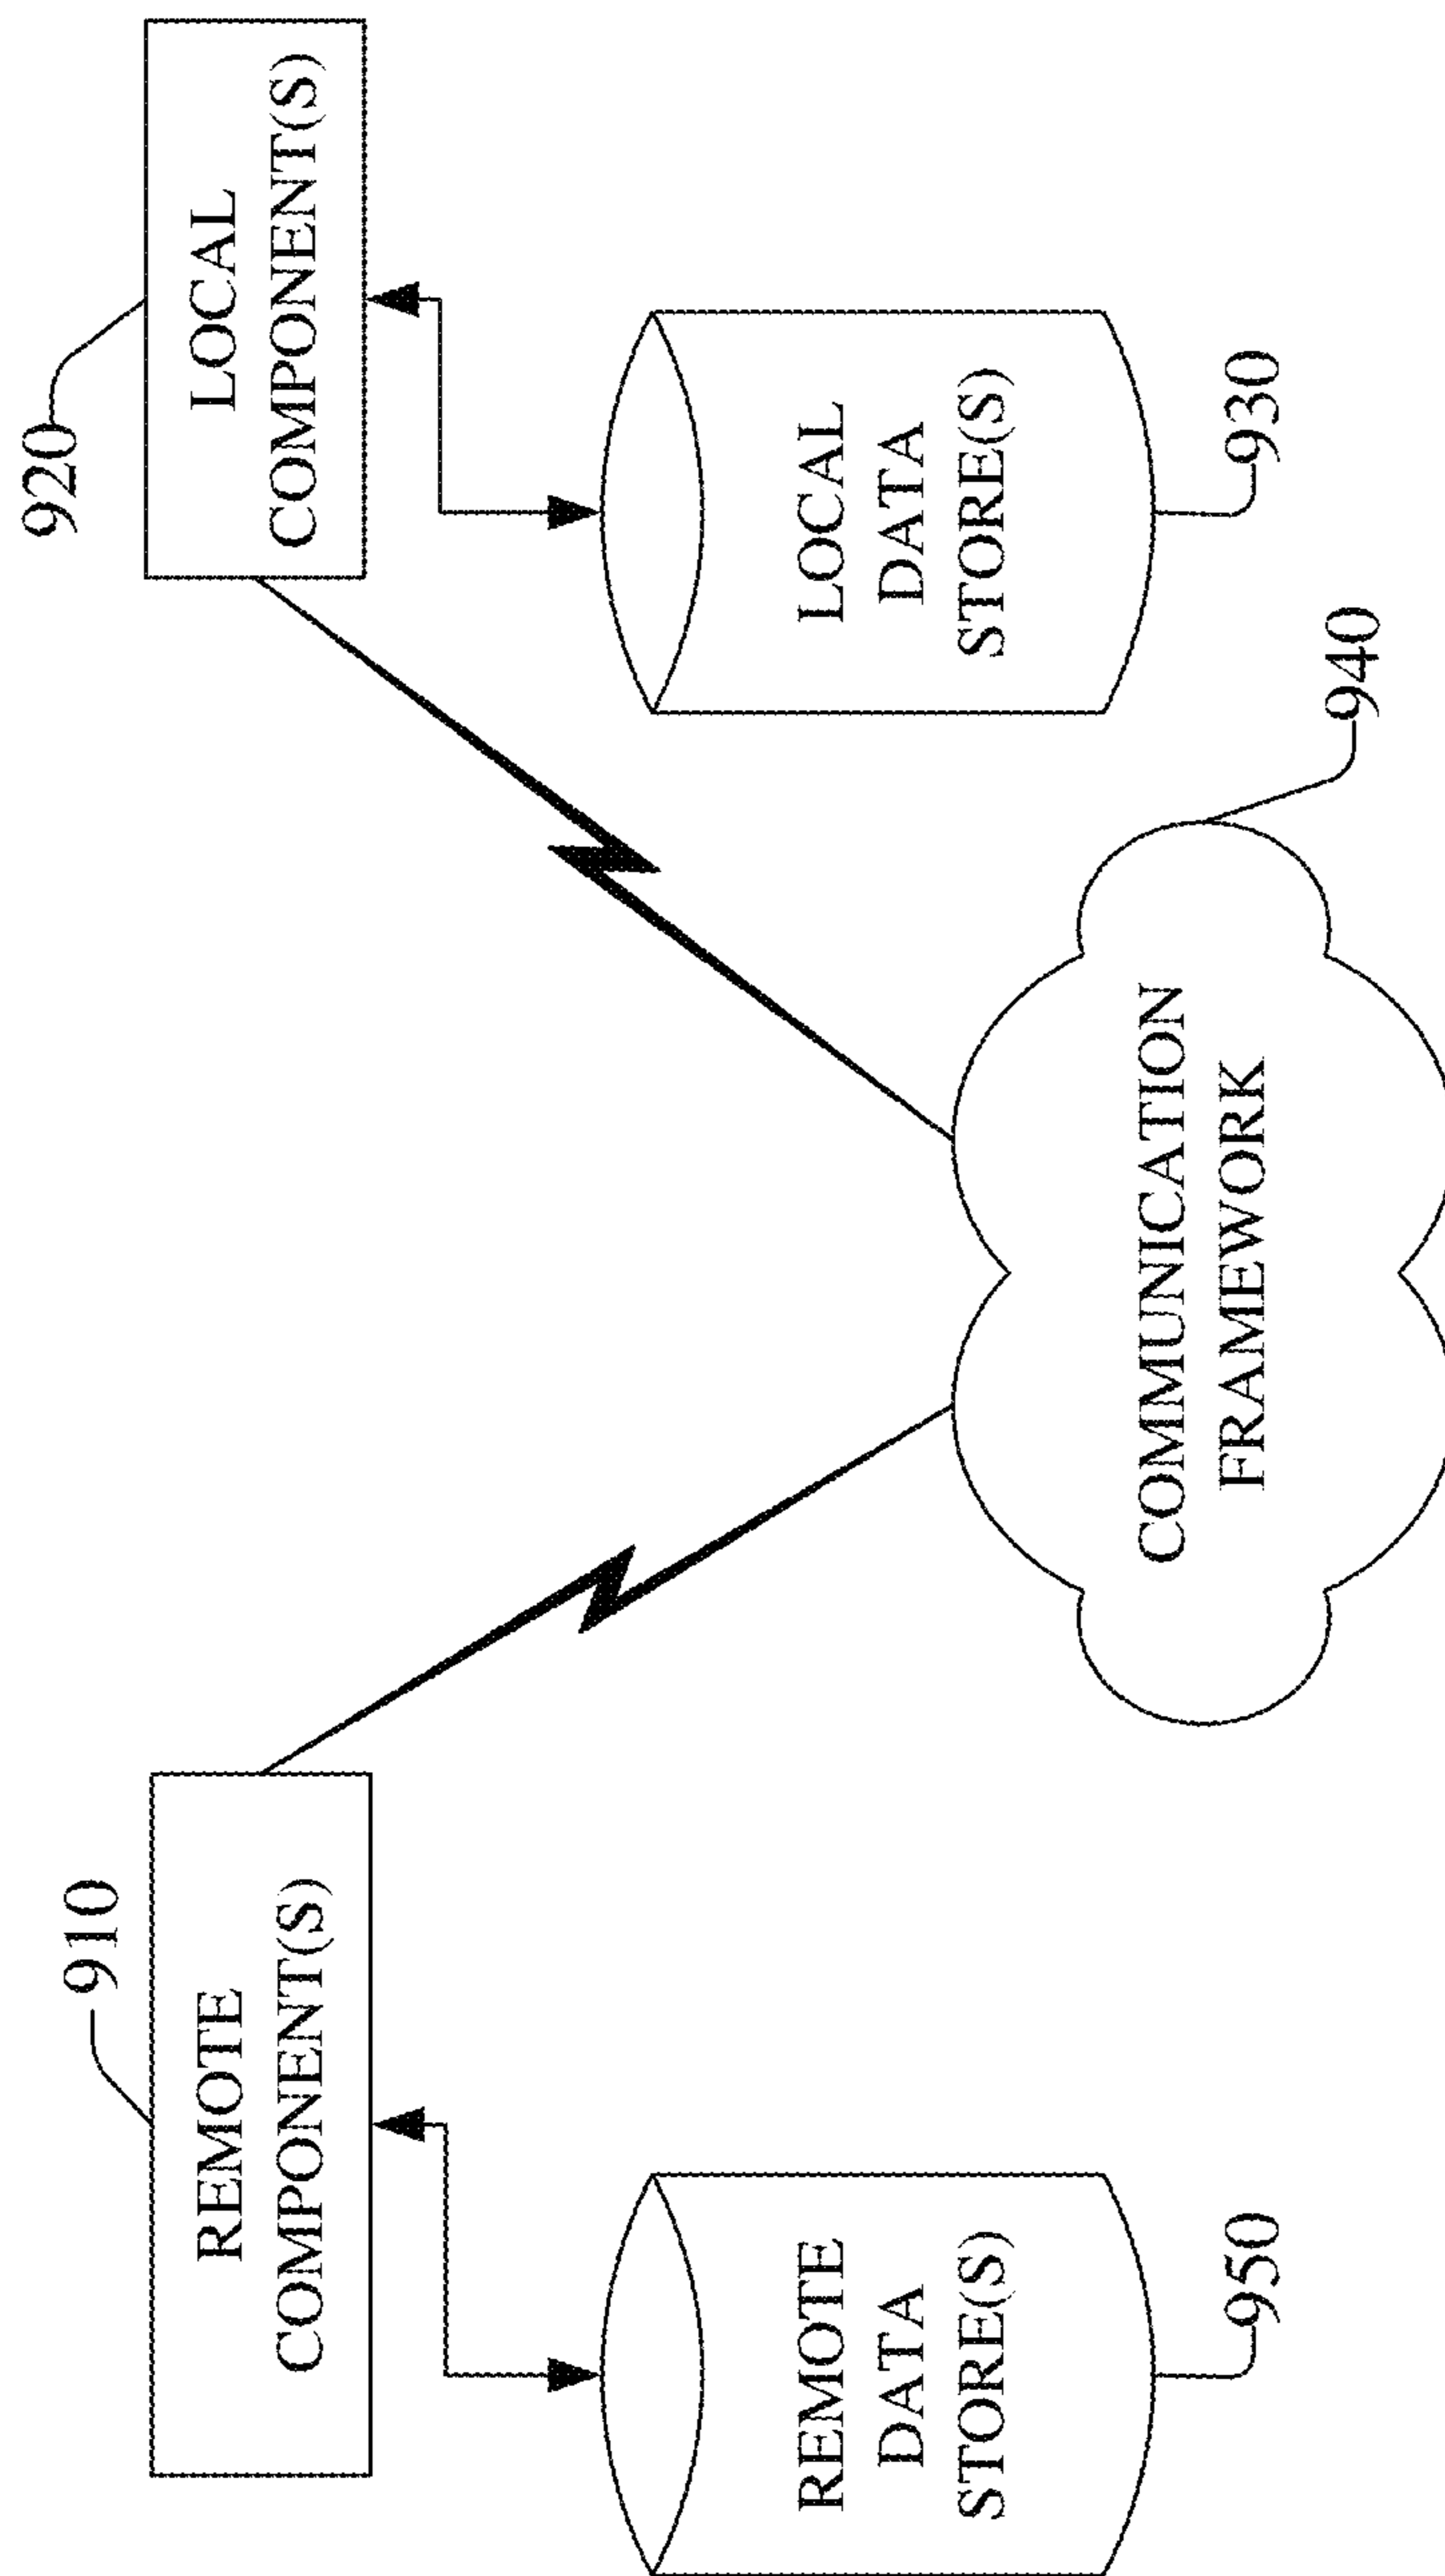 910
REMOTE
COMPONENT(S)
920
LOCAL
COMPONENT(S)
REMOTE
DATA
STORE(S)
950
LOCAL
DATA
STORE(S)
930
940
COMMUNICATION
FRAMEWORK